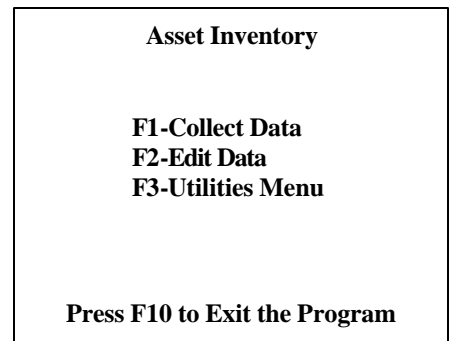 Asset Inventory
F1-Collect Data
F2-Edit Data
F3-Utilities Menu
Press F10 to Exit the Program